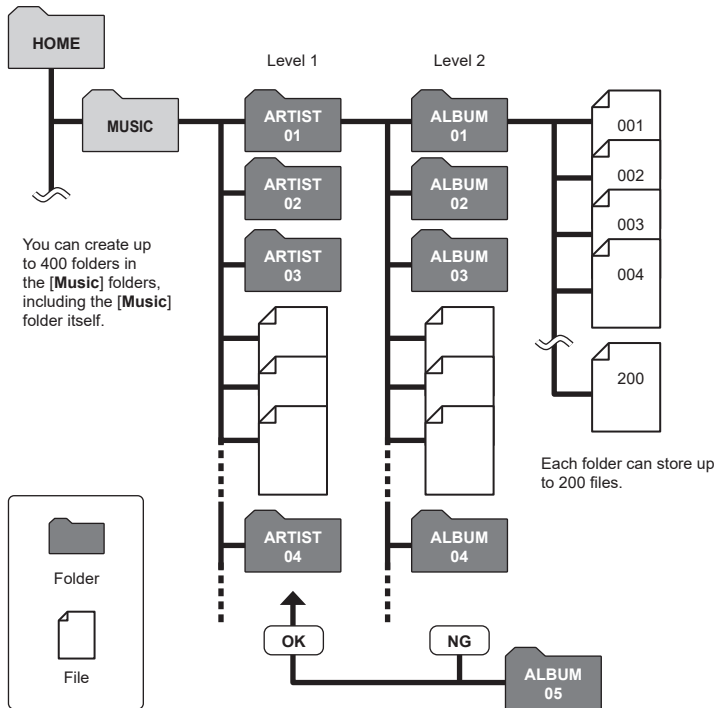 HOME
Level 1
Level 2
MUSIC
ARTIST
01
ALBUM
01
001
ARTIST
02
ALBUM
02
002
ARTIST
03
ALBUM
03
003
004
You can create up
to 400 folders in
the [Music] folders,
including the [Music]
folder itself.
200
Each folder can store up
to 200 files.
ARTIST
04
ALBUM
04
Folder
File
OK
NG
ALBUM
05